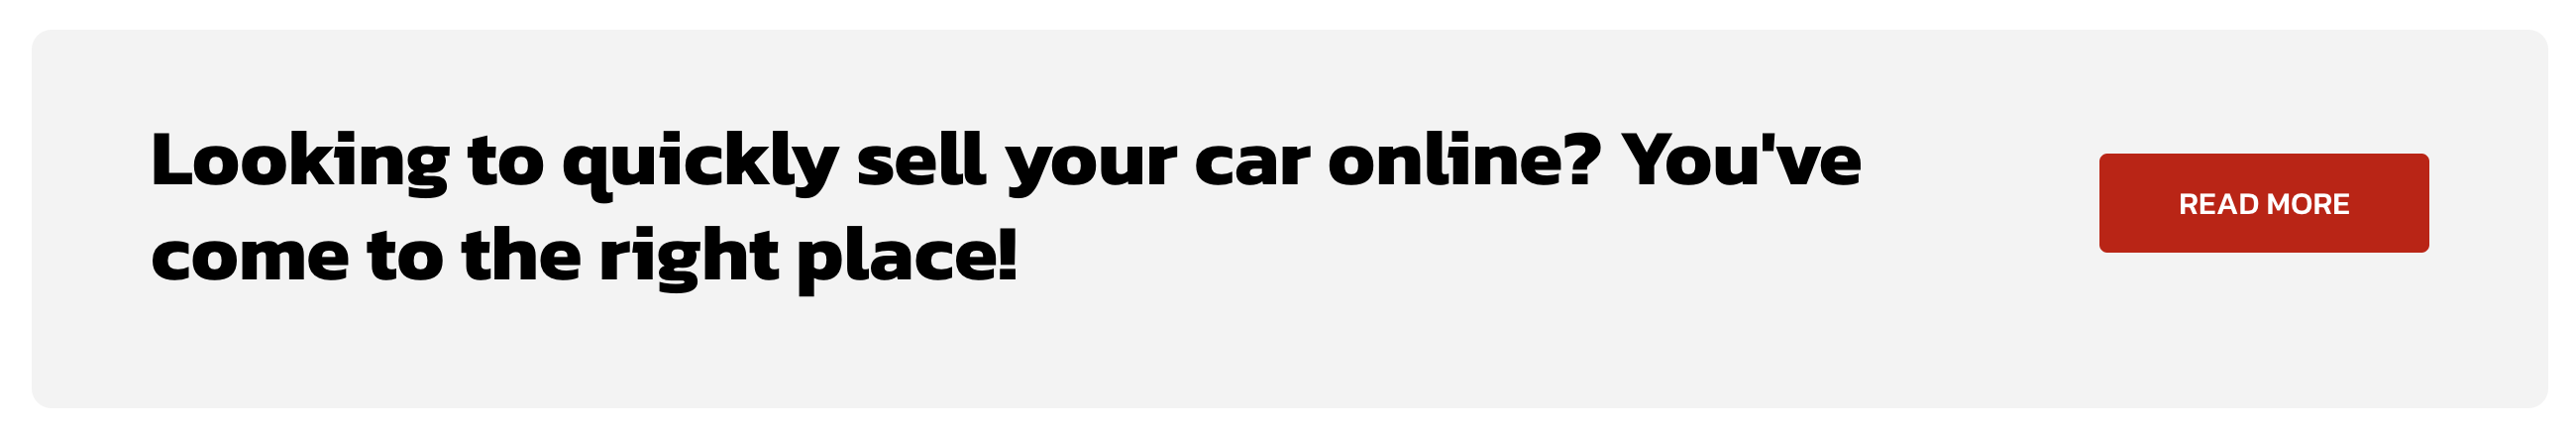 Looking to quickly sell your car online? You've
come to the right place!
READ MORE